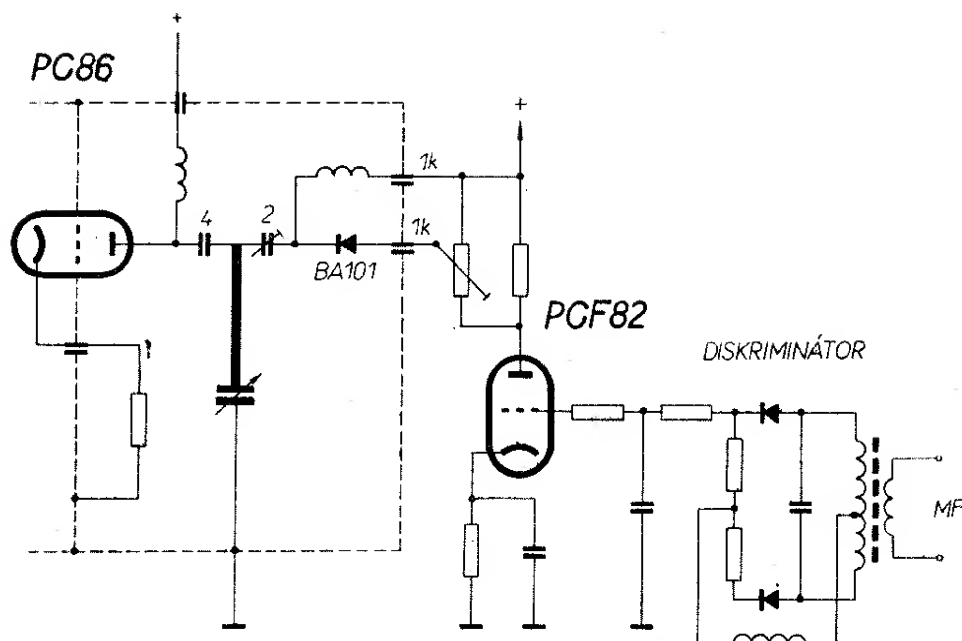 +
PC86
+
1k
4
2
1k
BA101
PCF82
DISKRIMINÁTOR
MF